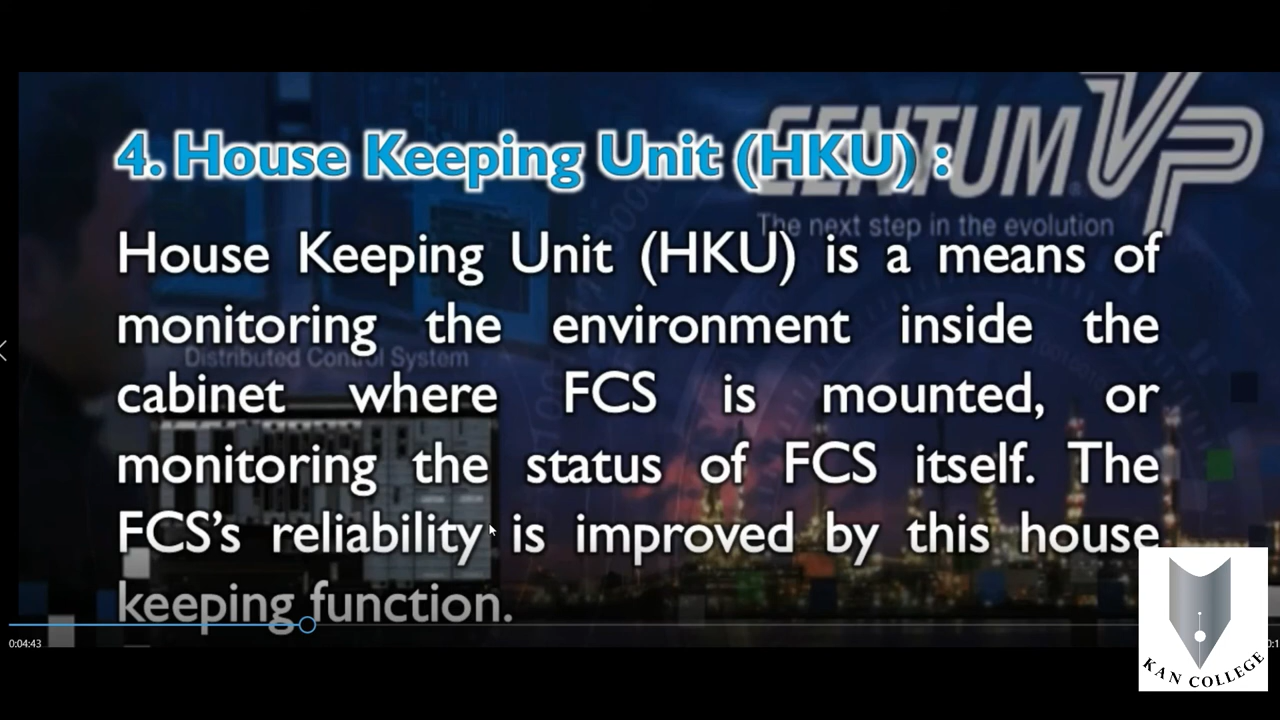 CENTUM VP
4. House Keeping Unit (HKU) :
The next step in the evolution
House Keeping Unit (HKU) is a means of
monitoring the environment inside the
Distributed Control System
cabinet where FCS is mounted, or
monitoring the status of FCS itself. The
FCS's reliability is improved by this house
keeping function.
0:04:43
KAN COLLEGE